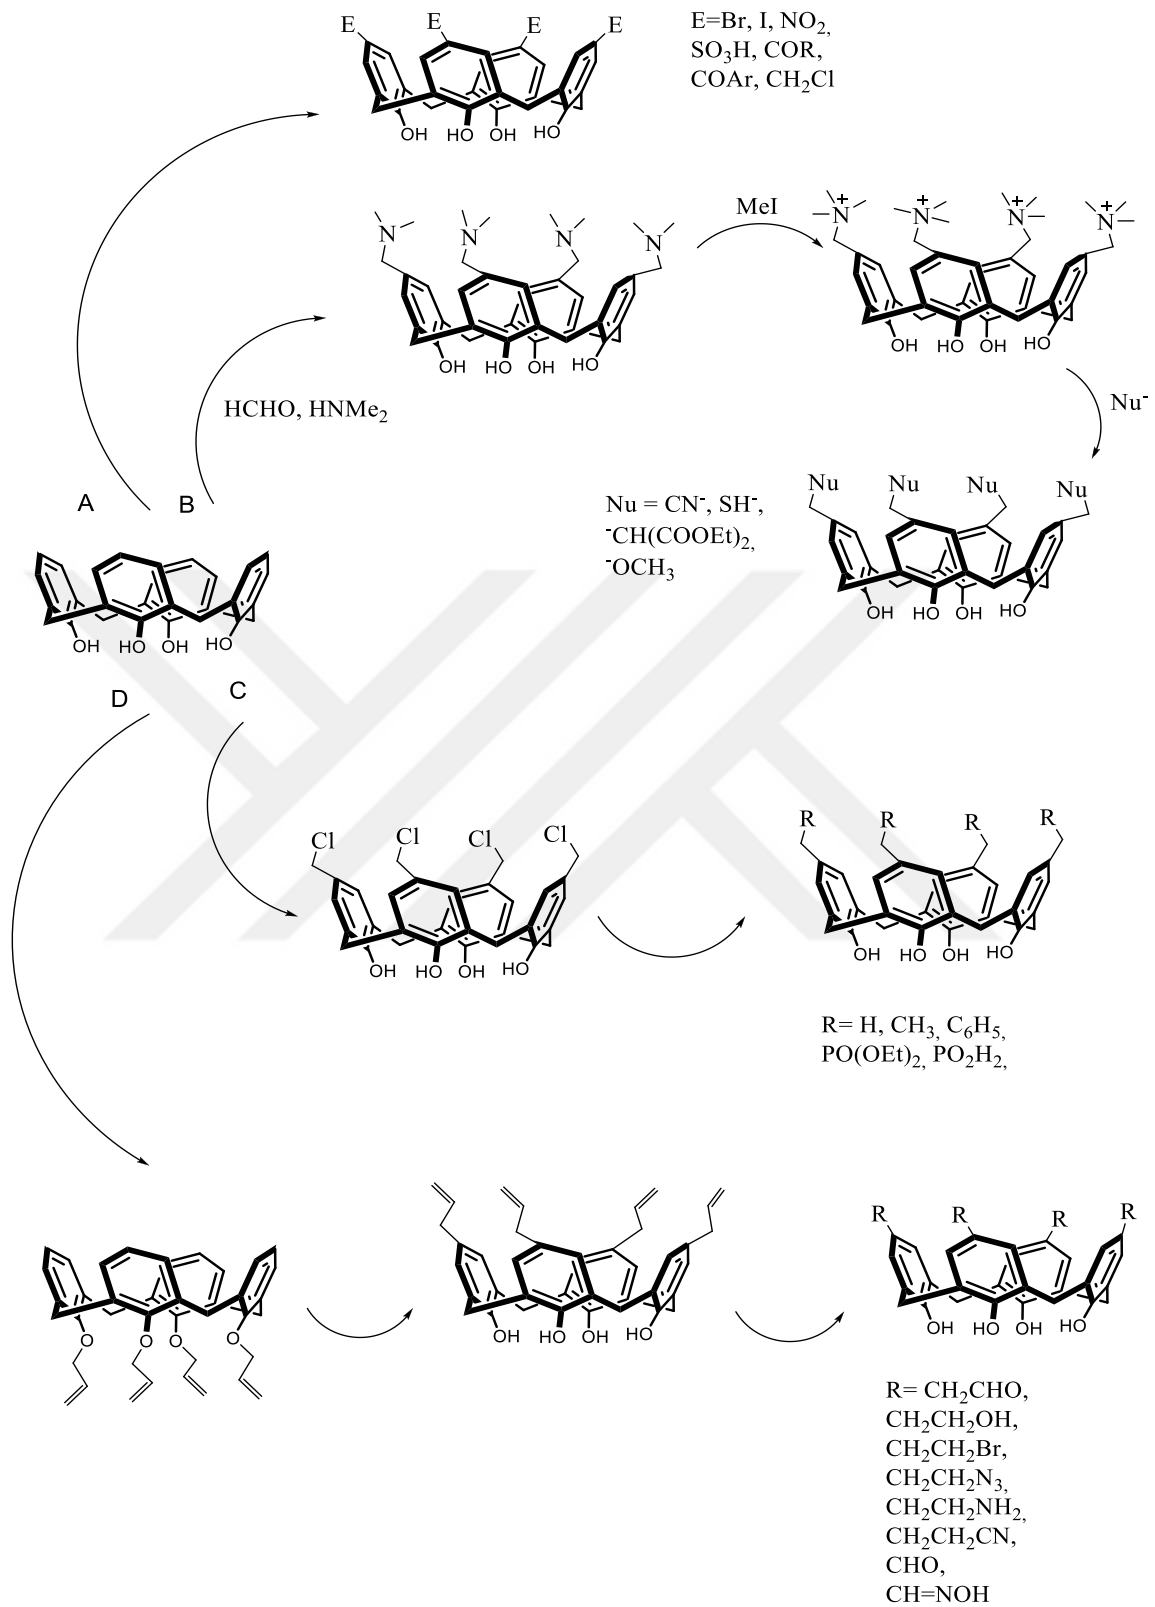 E E E E
E=Br, I, NO2,
SO3H, COR,
COAr, CH2Cl
OH HO OH HO
N N N N
MeI
N+ N+ N+ N+
OH HO OH HO
OH HO OH HO
HCHO, HNMe2
Nu-
A B
Nu Nu Nu Nu
Nu = CN-, SH-,
-CH(COOEt)2,
-OCH3
OH HO OH HO
OH HO OH HO
D C
Cl Cl Cl Cl
R R R R
OH HO OH HO
OH HO OH HO
R= H, CH3, C6H5,
PO(OEt)2, PO2H2,
R R R R
O O O O
OH HO OH HO
OH HO OH HO
R= CH2CHO,
CH2CH2OH,
CH2CH2Br,
CH2CH2N3,
CH2CH2NH2,
CH2CH2CN,
CHO,
CH=NOH